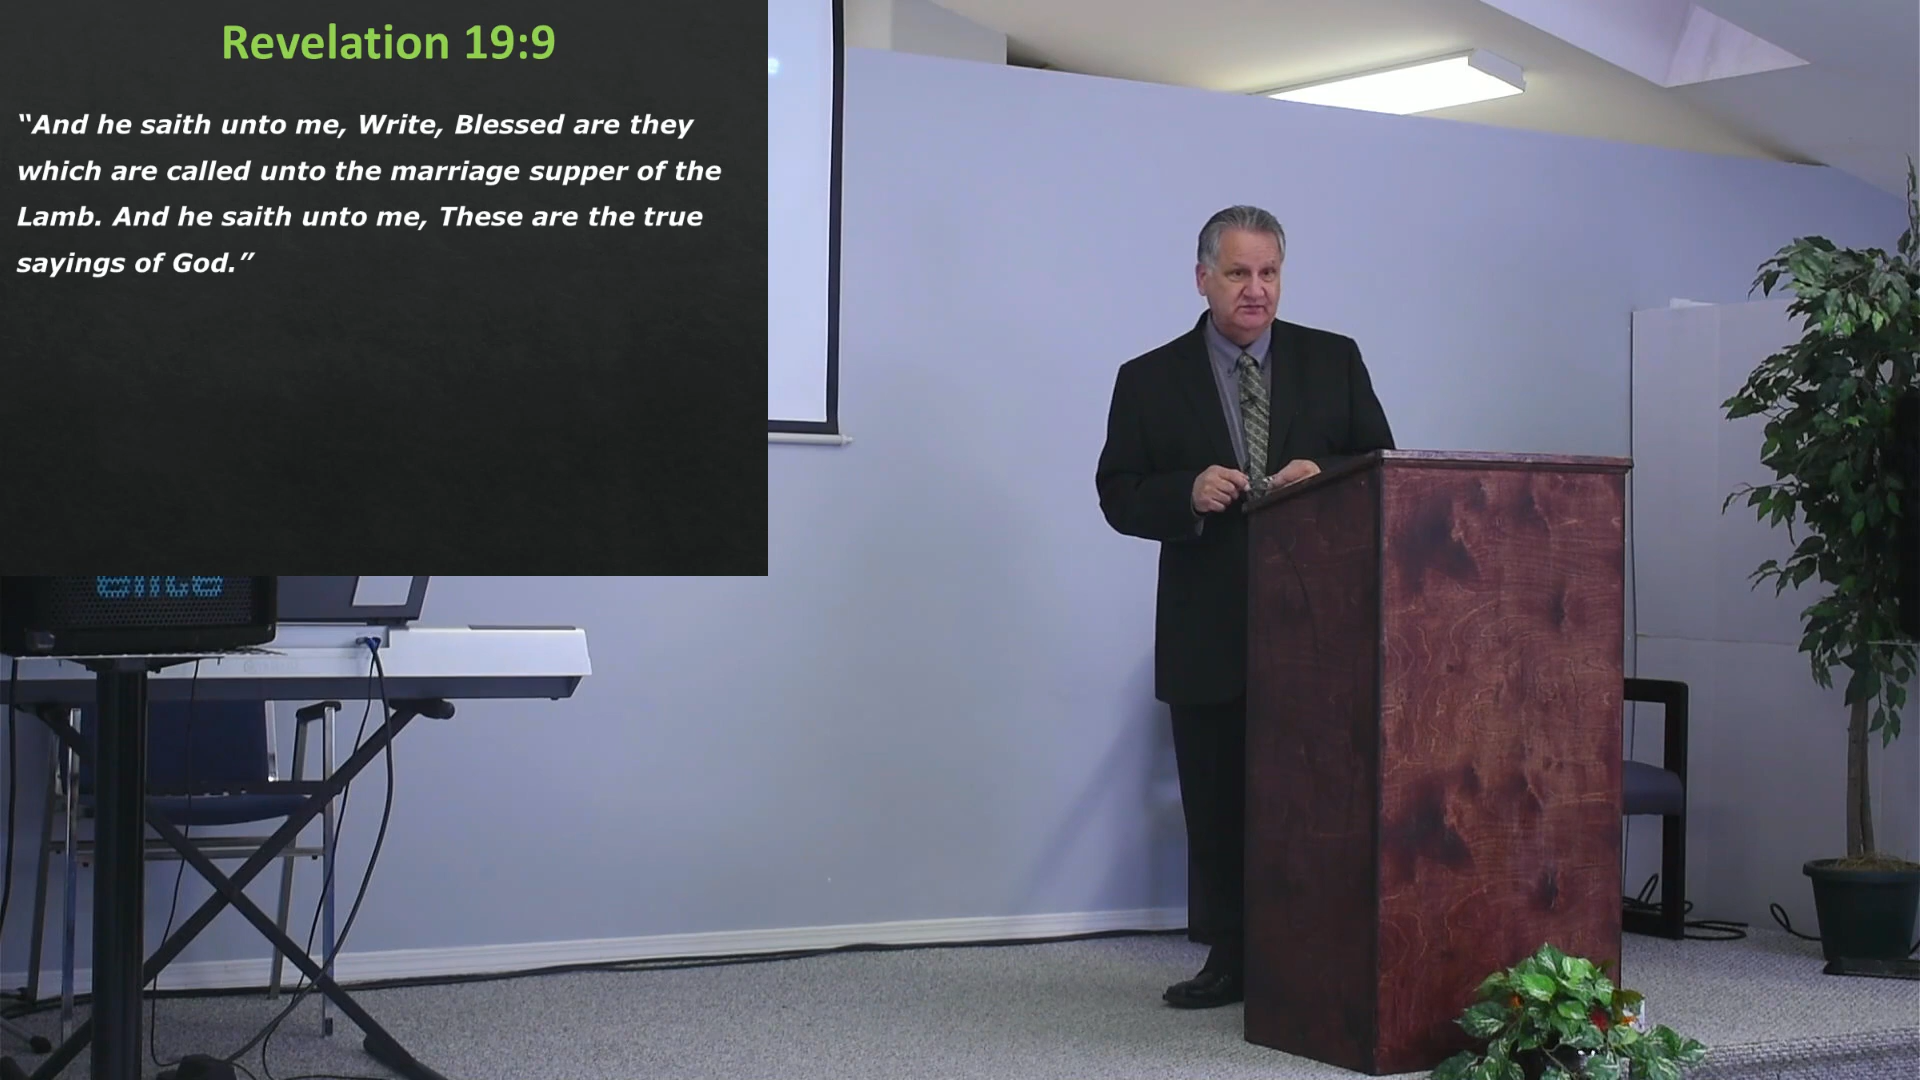 Revelation 19:9
“And he saith unto me, Write, Blessed are they
which are called unto the marriage supper of the
Lamb. And he saith unto me, These are the true
sayings of God.”